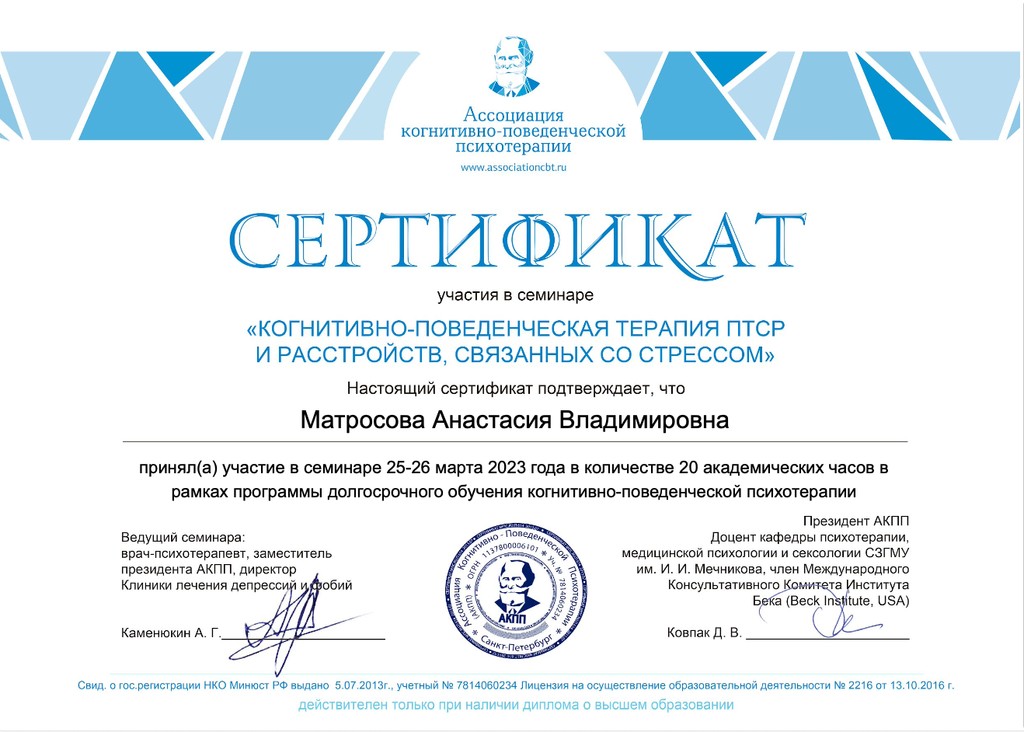 Ассоциация
когнитивно-поведенческой
психотерапии
www.associationcbt.ru
СЕРТИФИКАТ
участия в семинаре
«КОГНИТИВНО-ПОВЕДЕНЧЕСКАЯ ТЕРАПИЯ ПТСР
И РАССТРОЙСТВ, СВЯЗАННЫХ СО СТРЕССОМ»
Настоящий сертификат подтверждает, что
Матросова Анастасия Владимировна
принял(а) участие в семинаре 25-26 марта 2023 года в количестве 20 академических часов в
рамках программы долгосрочного обучения когнитивно-поведенческой психотерапии
Ведущий семинара:
врач-психотерапевт, заместитель
президента АКПП, директор
Клиники лечения депрессий и фобий
Каменюкин А. Г.
Ассоциация Когнитивно-Поведенческой Психотерапии
Санкт-Петербург
(АКПП) ОГРН 1137800006101 Уч. № 7814060234
АКПП
Президент АКПП
Доцент кафедры психотерапии,
медицинской психологии и сексологии СЗГМУ
им. И. И. Мечникова, член Международного
Консультативного Комитета Института
Бека (Beck Institute, USA)
Ковпак Д. В.
Свид. о гос.регистрации НКО Минюст РФ выдано 5.07.2013г., учетный № 7814060234 Лицензия на осуществление образовательной деятельности № 2216 от 13.10.2016 г.
действителен только при наличии диплома о высшем образовании